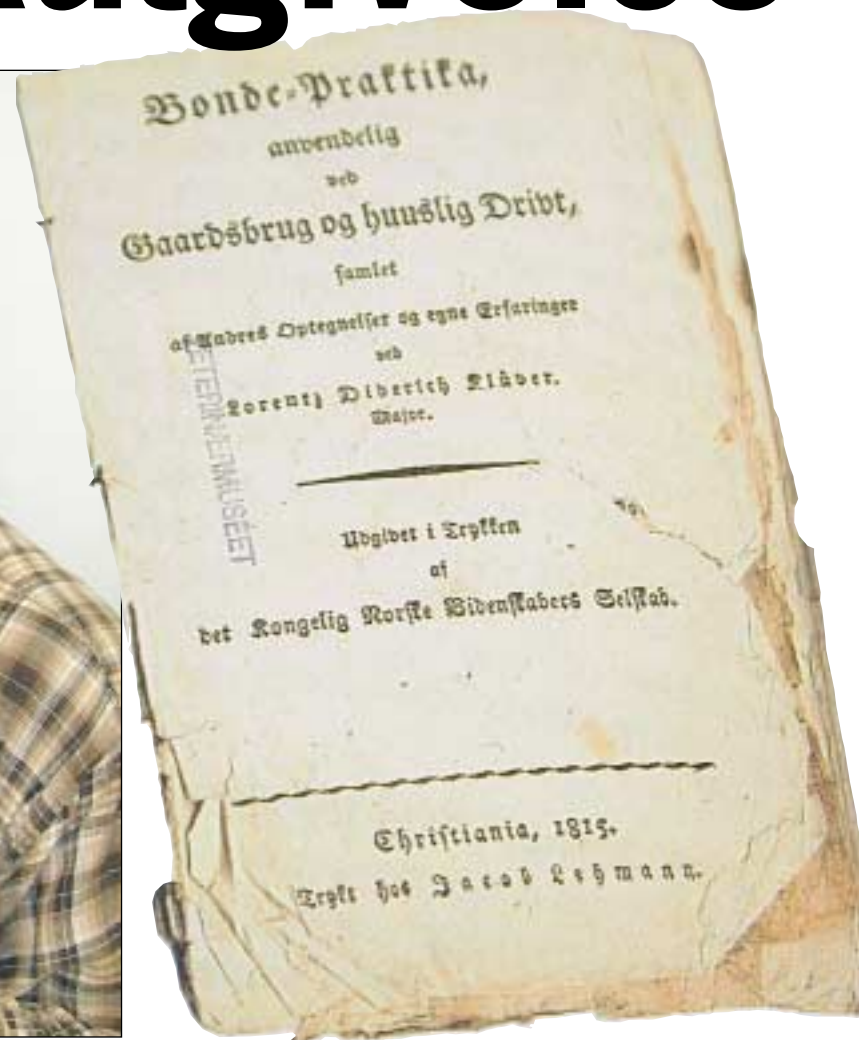 Bonde-Praktika,
anvendelig
ved
Gaardsbrug og huuslig Drivt,
samlet
af Andres Optegnelser og egne Erfaringer
ved
Lorentz Diderich Klüver.
Major.
VETERINÆRMUSÉET
Udgivet i Trykken
af
det Kongelig Norske Videnskabers Selskab.
Christiania, 1815.
Trykt hos Jacob Lehmann.